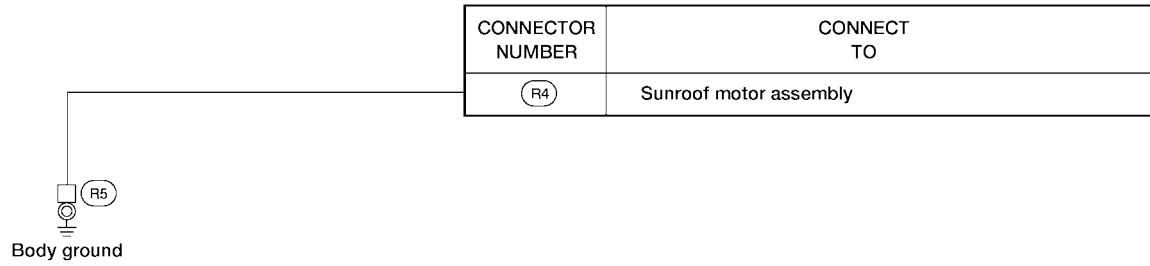 CONNECTOR NUMBER
CONNECT TO
R4
Sunroof motor assembly
R5
Body ground